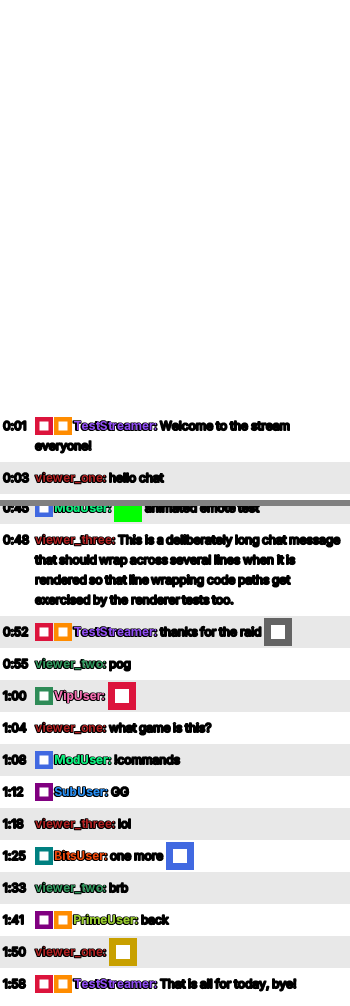 0:01 TestStreamer: Welcome to the stream
everyone!
0:03 viewer_one: hello chat
0:45 ModUser: animated emote test
0:48 viewer_three: This is a deliberately long chat message
that should wrap across several lines when it is
rendered so that line wrapping code paths get
exercised by the renderer tests too.
0:52 TestStreamer: thanks for the raid
0:55 viewer_two: pog
1:00 VipUser:
1:04 viewer_one: what game is this?
1:08 ModUser: !commands
1:12 SubUser: GG
1:18 viewer_three: lol
1:25 BitsUser: one more
1:33 viewer_two: brb
1:41 PrimeUser: back
1:50 viewer_one:
1:58 TestStreamer: That is all for today, bye!